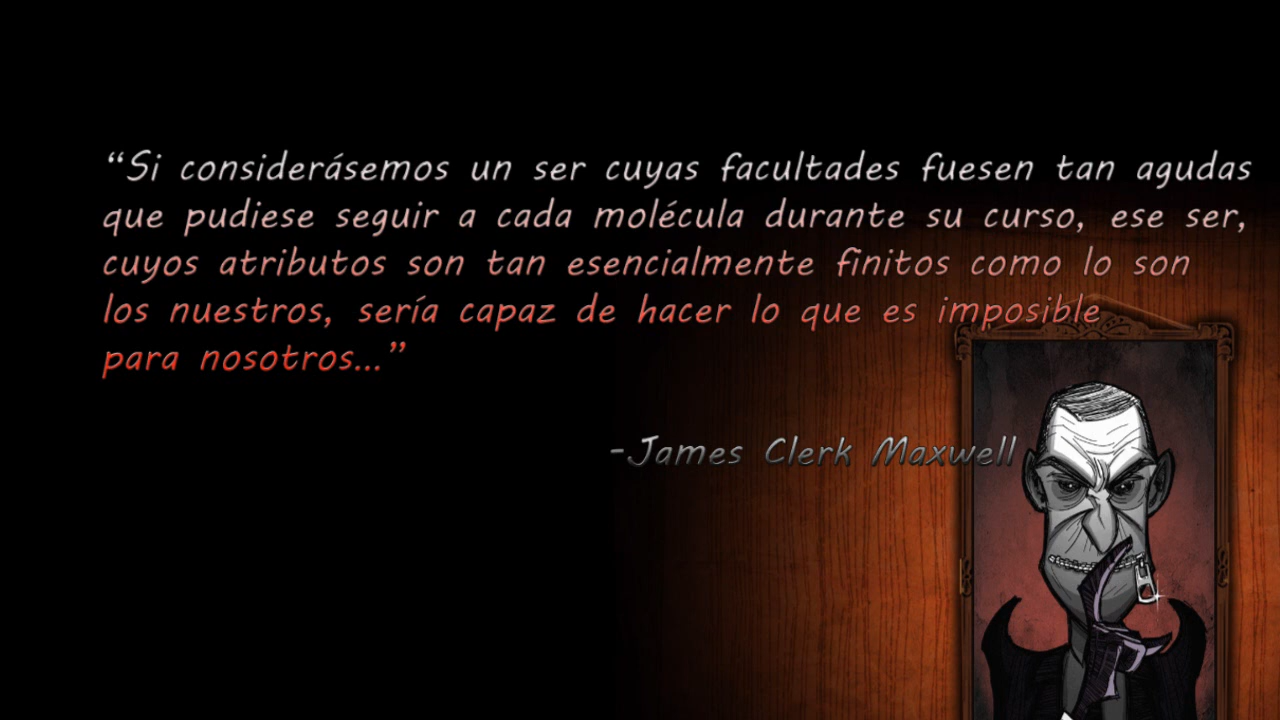 “Si considerásemos un ser cuyas facultades fuesen tan agudas
que pudiese seguir a cada molécula durante su curso, ese ser,
cuyos atributos son tan esencialmente finitos como lo son
los nuestros, sería capaz de hacer lo que es imposible
para nosotros...”
-James Clerk Maxwell